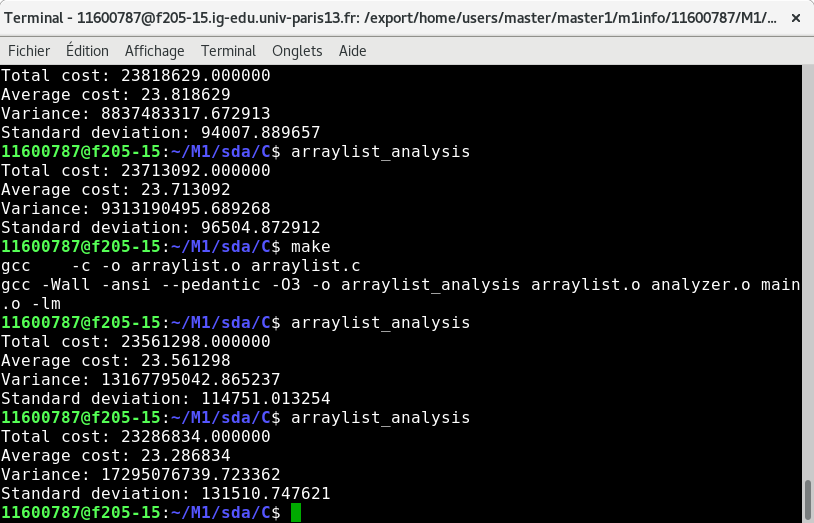 Terminal - 11600787@f205-15.ig-edu.univ-paris13.fr: /export/home/users/master/master1/m1info/11600787/M1/...
Fichier Édition Affichage Terminal Onglets Aide
Total cost: 23818629.000000
Average cost: 23.818629
Variance: 8837483317.672913
Standard deviation: 94007.889657
11600787@f205-15:~/M1/sda/C$ arraylist_analysis
Total cost: 23713092.000000
Average cost: 23.713092
Variance: 9313190495.689268
Standard deviation: 96504.872912
11600787@f205-15:~/M1/sda/C$ make
gcc    -c -o arraylist.o arraylist.c
gcc -Wall -ansi --pedantic -O3 -o arraylist_analysis arraylist.o analyzer.o main
.o -lm
11600787@f205-15:~/M1/sda/C$ arraylist_analysis
Total cost: 23561298.000000
Average cost: 23.561298
Variance: 13167795042.865237
Standard deviation: 114751.013254
11600787@f205-15:~/M1/sda/C$ arraylist_analysis
Total cost: 23286834.000000
Average cost: 23.286834
Variance: 17295076739.723362
Standard deviation: 131510.747621
11600787@f205-15:~/M1/sda/C$